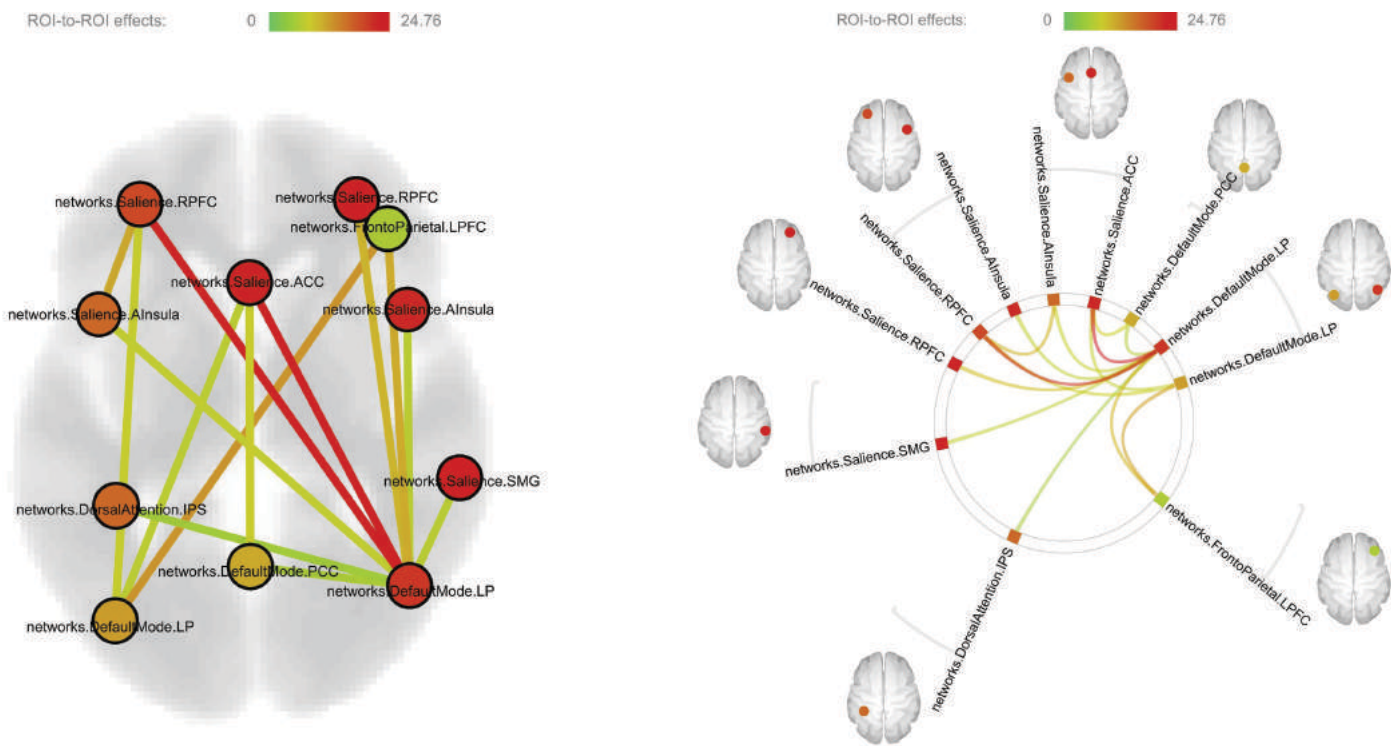 ROI-to-ROI effects: 0 24.76
networks.Salience.RPFC
networks.Salience.RPFC
networks.FrontoParietal.LPFC
networks.Salience.ACC
networks.Salience.AInsula
networks.Salience.AInsula
networks.Salience.SMG
networks.DorsalAttention.IPS
networks.DefaultMode.PCC
networks.DefaultMode.LP
networks.DefaultMode.LP
ROI-to-ROI effects: 0 24.76
networks.Salience.AInsula
networks.Salience.AInsula
networks.Salience.ACC
networks.DefaultMode.PCC
networks.Salience.RPFC
networks.DefaultMode.LP
networks.Salience.RPFC
networks.DefaultMode.LP
networks.Salience.SMG
networks.FrontoParietal.LPFC
networks.DorsalAttention.IPS